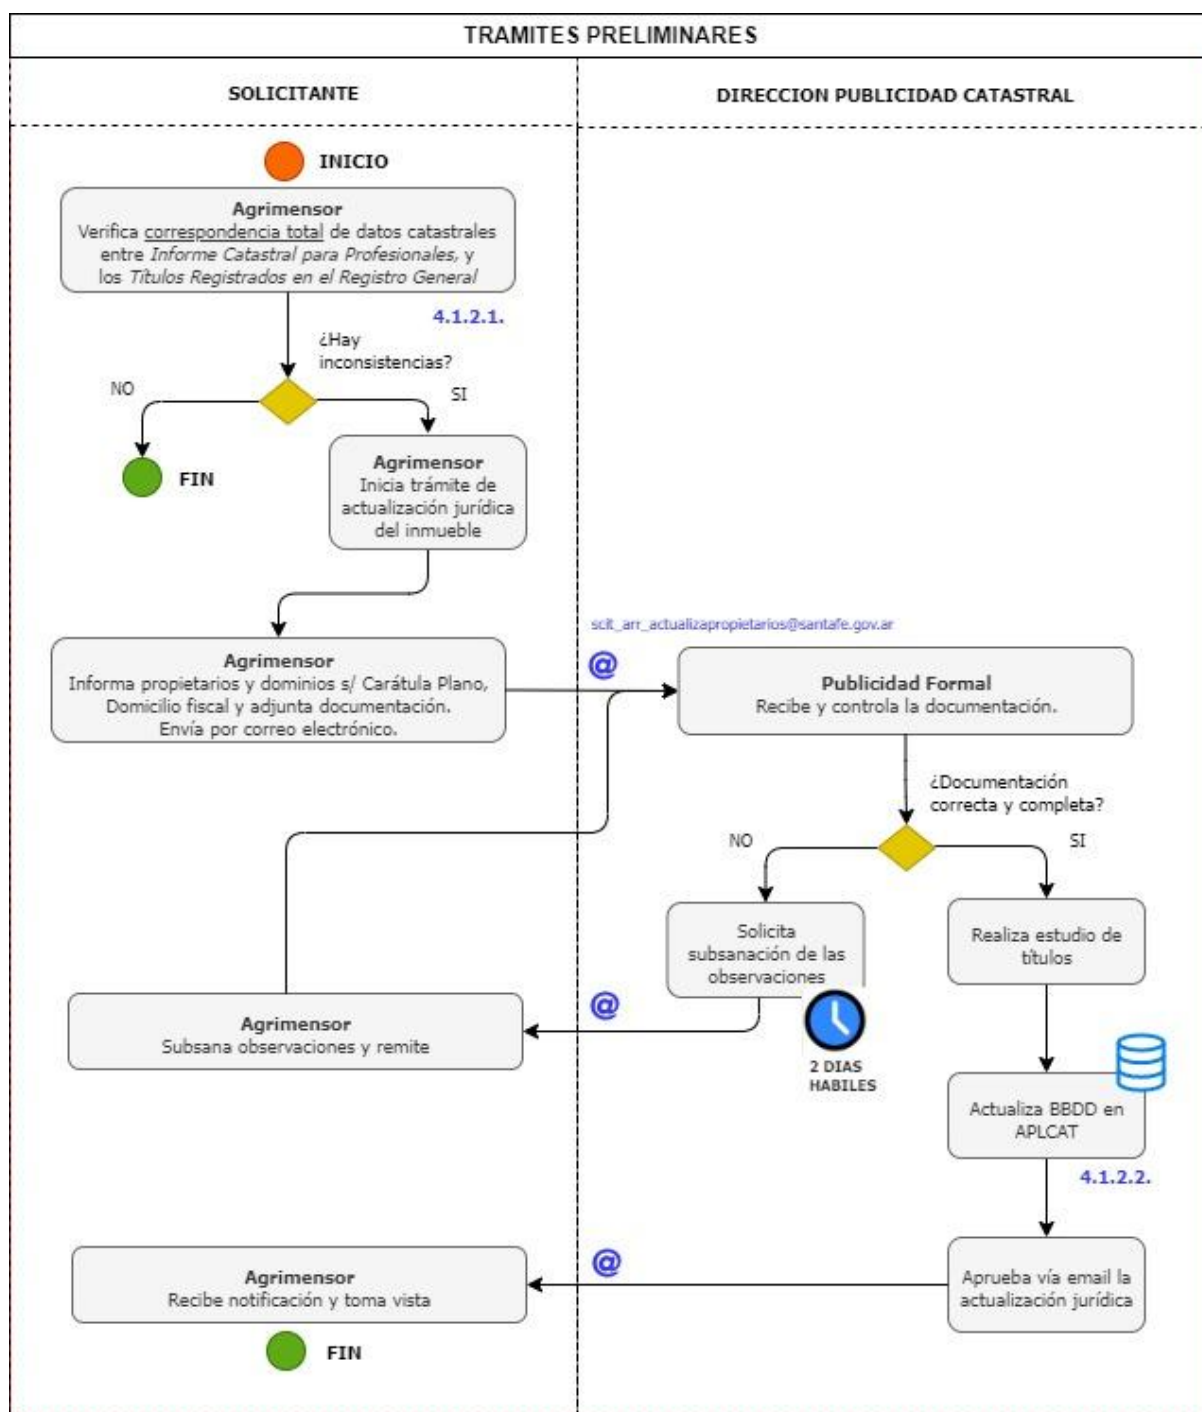 TRAMITES PRELIMINARES
SOLICITANTE
DIRECCION PUBLICIDAD CATASTRAL
INICIO
Agrimensor
Verifica correspondencia total de datos catastrales
entre Informe Catastral para Profesionales, y
los Títulos Registrados en el Registro General
4.1.2.1.
¿Hay
inconsistencias?
NO
SI
FIN
Agrimensor
Inicia trámite de
actualización jurídica
del inmueble
scit_arr_actualizapropietarios@santafe.gov.ar
@
Agrimensor
Informa propietarios y dominios s/ Carátula Plano,
Domicilio fiscal y adjunta documentación.
Envía por correo electrónico.
Publicidad Formal
Recibe y controla la documentación.
¿Documentación
correcta y completa?
NO
SI
Solicita
subsanación de las
observaciones
Realiza estudio de
títulos
@
Agrimensor
Subsana observaciones y remite
2 DIAS
HABILES
Actualiza BBDD en
APLCAT
4.1.2.2.
@
Agrimensor
Recibe notificación y toma vista
Aprueba vía email la
actualización jurídica
FIN